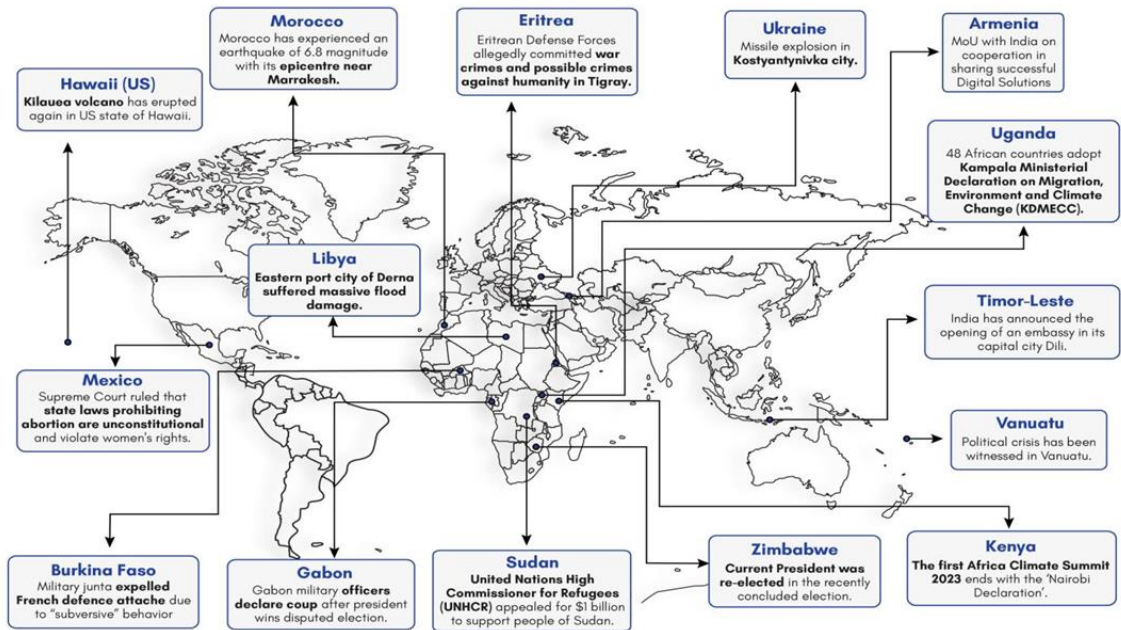 Morocco
Morocco has experienced an
earthquake of 6.8 magnitude
with its epicentre near
Marrakesh.
Eritrea
Eritrean Defense Forces
allegedly committed war
crimes and possible crimes
against humanity in Tigray.
Ukraine
Missile explosion in
Kostyantynivka city.
Armenia
MoU with India on
cooperation in
sharing successful
Digital Solutions
Hawaii (US)
Kilauea volcano has erupted
again in US state of Hawaii.
Uganda
48 African countries adopt
Kampala Ministerial
Declaration on Migration,
Environment and Climate
Change (KDMECC).
Libya
Eastern port city of Derna
suffered massive flood
damage.
Timor-Leste
India has announced the
opening of an embassy in its
capital city Dili.
Mexico
Supreme Court ruled that
state laws prohibiting
abortion are unconstitutional
and violate women's rights.
Vanuatu
Political crisis has been
witnessed in Vanuatu.
Burkina Faso
Military junta expelled
French defence attache due
to "subversive" behavior
Gabon
Gabon military officers
declare coup after president
wins disputed election.
Sudan
United Nations High
Commissioner for Refugees
(UNHCR) appealed for $1 billion
to support people of Sudan.
Zimbabwe
Current President was
re-elected in the recently
concluded election.
Kenya
The first Africa Climate Summit
2023 ends with the 'Nairobi
Declaration'.